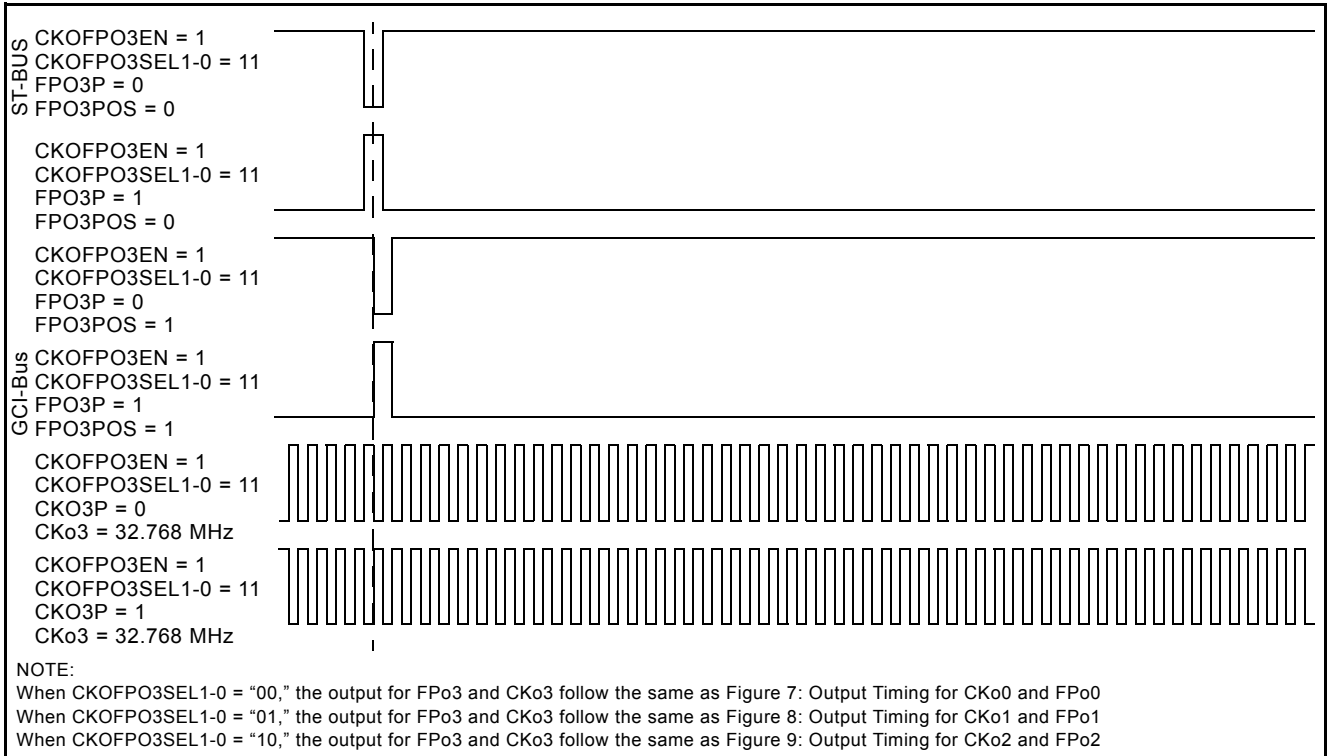 ST-BUS
CKOFPO3EN = 1
CKOFPO3SEL1-0 = 11
FPO3P = 0
FPO3POS = 0
CKOFPO3EN = 1
CKOFPO3SEL1-0 = 11
FPO3P = 1
FPO3POS = 0
CKOFPO3EN = 1
CKOFPO3SEL1-0 = 11
FPO3P = 0
FPO3POS = 1
GCI-Bus
CKOFPO3EN = 1
CKOFPO3SEL1-0 = 11
FPO3P = 1
FPO3POS = 1
CKOFPO3EN = 1
CKOFPO3SEL1-0 = 11
CKO3P = 0
CKo3 = 32.768 MHz
CKOFPO3EN = 1
CKOFPO3SEL1-0 = 11
CKO3P = 1
CKo3 = 32.768 MHz
NOTE:
When CKOFPO3SEL1-0 = “00,” the output for FPo3 and CKo3 follow the same as Figure 7: Output Timing for CKo0 and FPo0
When CKOFPO3SEL1-0 = “01,” the output for FPo3 and CKo3 follow the same as Figure 8: Output Timing for CKo1 and FPo1
When CKOFPO3SEL1-0 = “10,” the output for FPo3 and CKo3 follow the same as Figure 9: Output Timing for CKo2 and FPo2